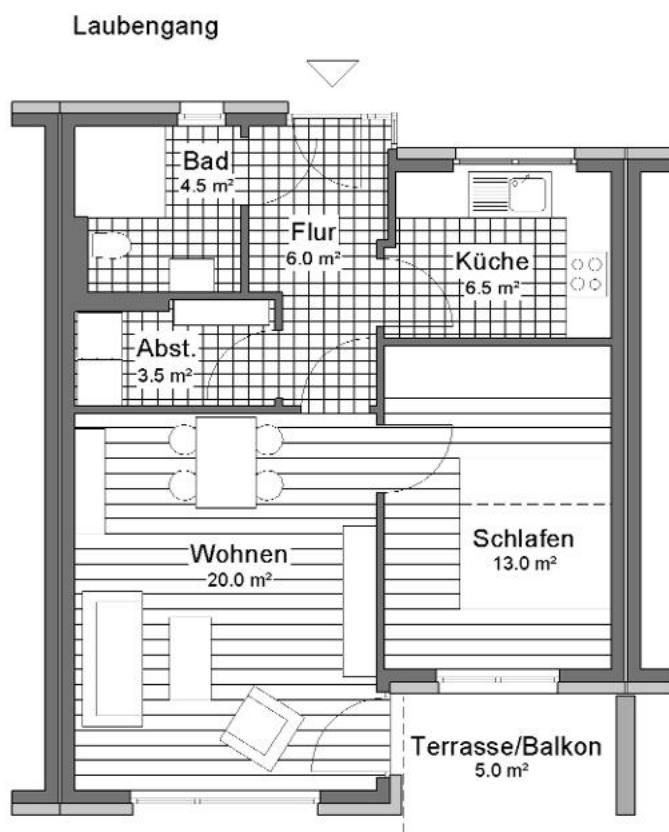 Laubengang
Bad
4.5 m²
Flur
6.0 m²
Küche
6.5 m²
Abst.
3.5 m²
Wohnen
20.0 m²
Schlafen
13.0 m²
Terrasse/Balkon
5.0 m²